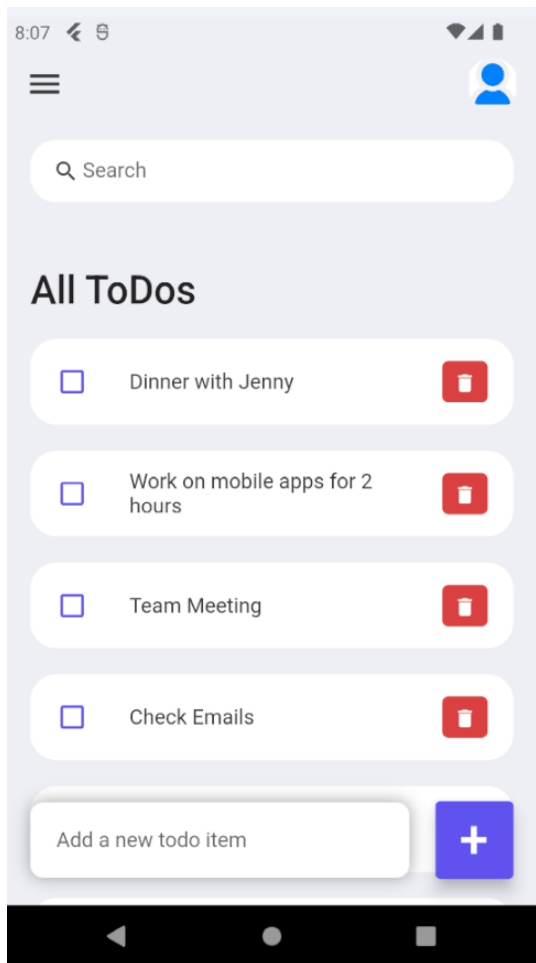 8:07
Search
All ToDos
Dinner with Jenny
Work on mobile apps for 2
hours
Team Meeting
Check Emails
Add a new todo item